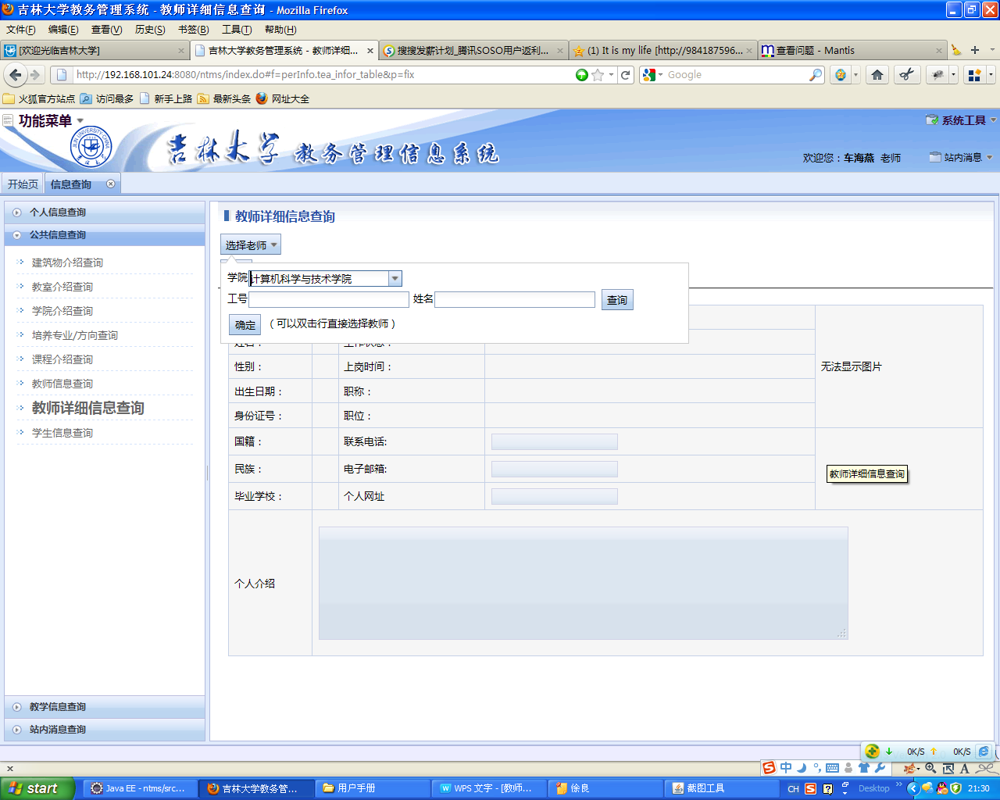 吉林大学教务管理系统 - 教师详细信息查询 - Mozilla Firefox
文件(F) 编辑(E) 查看(V) 历史(S) 书签(B) 工具(T) 帮助(H)
[欢迎光临吉林大学] 吉林大学教务管理系统 - 教师详细... 搜搜发薪计划_腾讯SOSO用户返利... (1) It is my life [http://984187596... 查看问题 - Mantis
http://192.168.101.24:8080/ntms/index.do#f=perInfo.tea_infor_table&p=fix Google
火狐官方站点 访问最多 新手上路 最新头条 网址大全
功能菜单 系统工具
吉林大学 教务管理信息系统
欢迎您：车海燕 老师 站内消息
开始页 信息查询
个人信息查询
公共信息查询
建筑物介绍查询
教室介绍查询
学院介绍查询
培养专业/方向查询
课程介绍查询
教师信息查询
教师详细信息查询
学生信息查询
教学信息查询
站内消息查询
教师详细信息查询
选择老师
学院 计算机科学与技术学院
工号 姓名 查询
确定 （可以双击行直接选择教师）
姓名： 工作状态：
性别： 上岗时间： 无法显示图片
出生日期： 职称：
身份证号： 职位：
国籍： 联系电话:
民族： 电子邮箱:
教师详细信息查询
毕业学校： 个人网址
个人介绍
0K/S 0K/S
中
start Java EE - ntms/src... 吉林大学教务管... 用户手册 WPS 文字 - [教师... 徐良 截图工具 CH Desktop 21:30